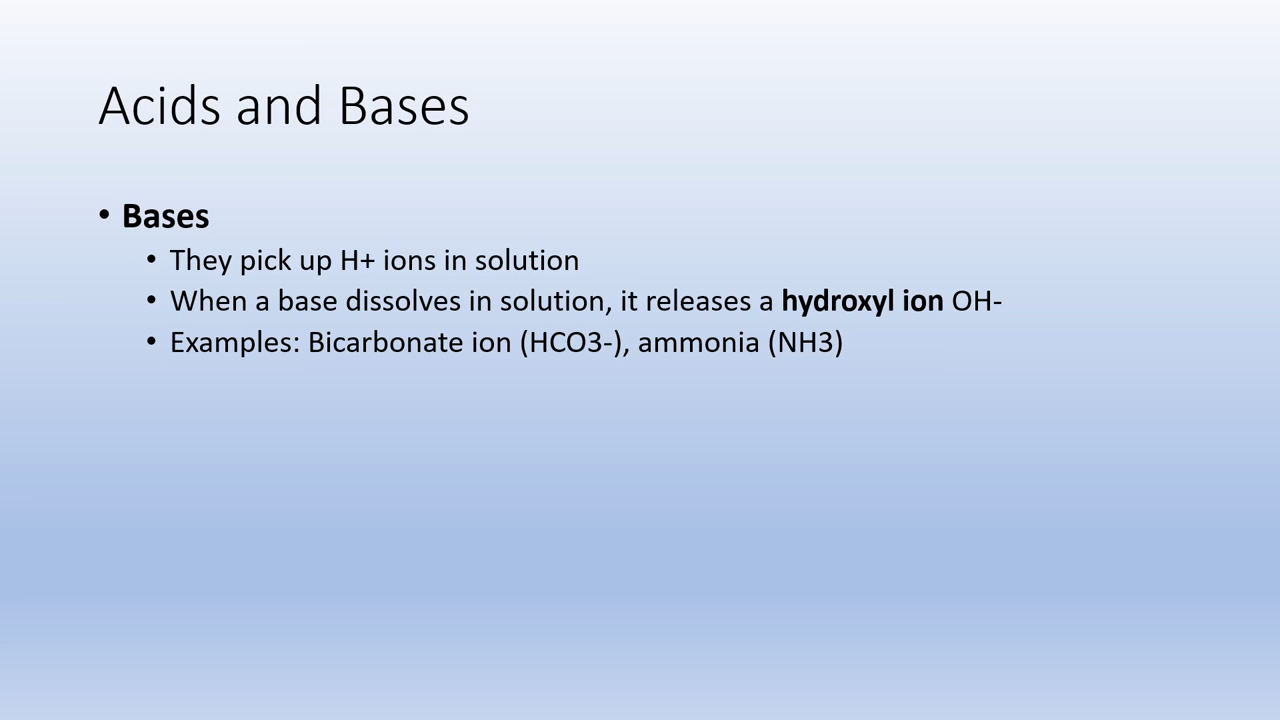 Acids and Bases
• Bases
• They pick up H+ ions in solution
• When a base dissolves in solution, it releases a hydroxyl ion OH-
• Examples: Bicarbonate ion (HCO3-), ammonia (NH3)